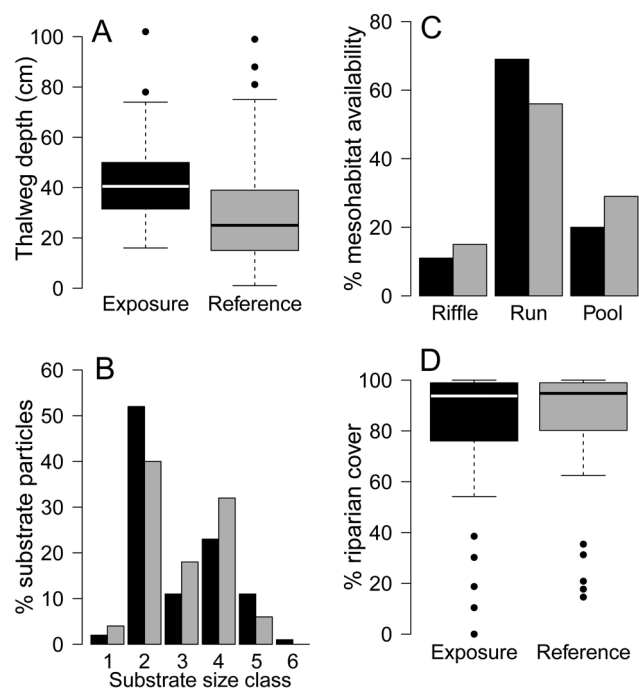 A
Thalweg depth (cm)
100
80
60
40
20
0
Exposure Reference
C
% mesohabitat availability
80
60
40
20
0
Riffle Run Pool
B
% substrate particles
60
50
40
30
20
10
0
1 2 3 4 5 6
Substrate size class
D
% riparian cover
100
80
60
40
20
0
Exposure Reference